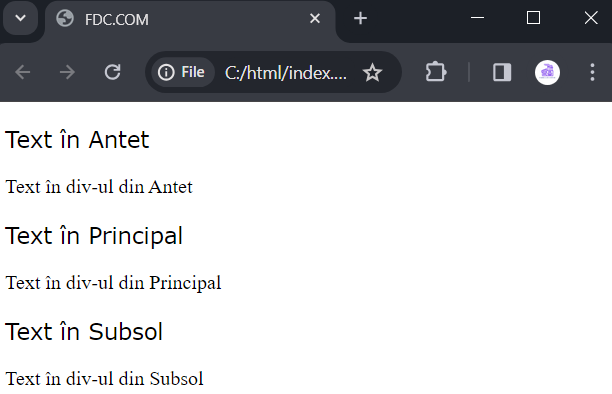 FDC.COM
File C:/html/index....
Text în Antet
Text în div-ul din Antet
Text în Principal
Text în div-ul din Principal
Text în Subsol
Text în div-ul din Subsol